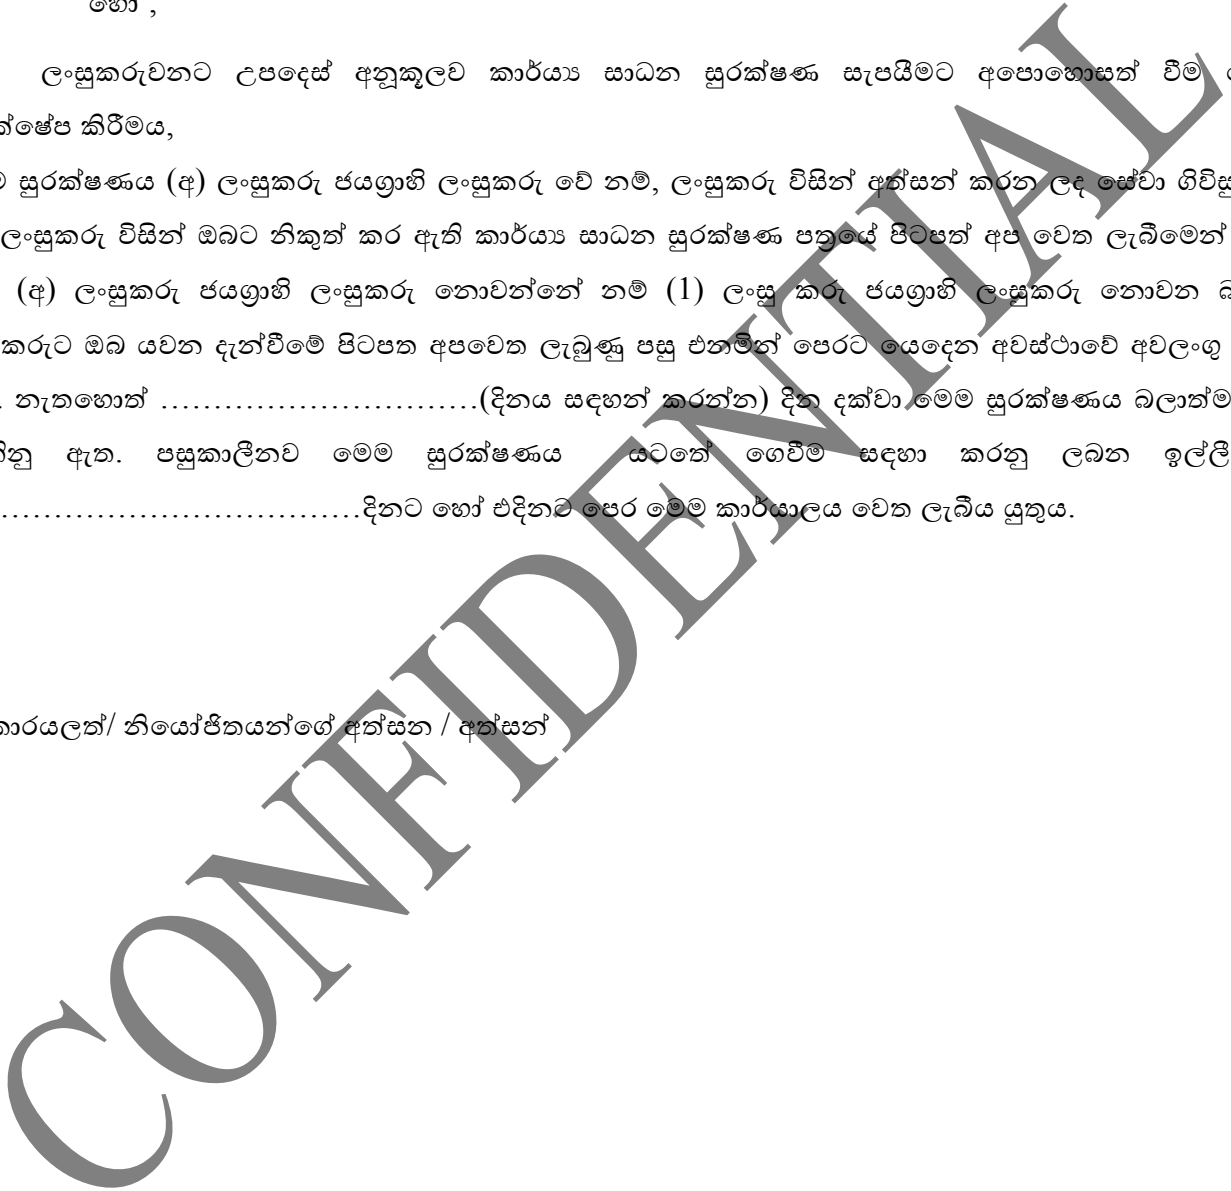 හෝ ,
ලංසුකරුවනට උපදෙස් අනුකූලව කාර්ය්‍ය සාධන සුරක්ෂණ සැපයීමට අපොහොසත් වීම
ක්ෂේප කිරීමය,
සුරක්ෂණය (අ) ලංසුකරු ජයග්‍රාහි ලංසුකරු වේ නම්, ලංසුකරු විසින් අත්සන් කරන ලද සේවා ගිවිසු
ලංසුකරු විසින් ඔබට නිකුත් කර ඇති කාර්ය්‍ය සාධන සුරක්ෂණ පත්‍රයේ පිටපත් අප වෙත ලැබීමෙන්
(අ) ලංසුකරු ජයග්‍රාහි ලංසුකරු නොවන්නේ නම් (1) ලංසු කරු ජයග්‍රාහි ලංසුකරු නොවන
කරුට ඔබ යවන දැන්වීමේ පිටපත අපවෙත ලැබුණු පසු එනමින් පෙරට යෙදෙන අවස්ථාවේ අවලංගු
. නැතහොත් …………………………(දිනය සඳහන් කරන්න) දින දක්වා මෙම සුරක්ෂණය බලාත්ම
නු ඇත. පසුකාලීනව මෙම සුරක්ෂණය යටතේ ගෙවීම් සඳහා කරනු ලබන ඉල්ලී
……………………………දිනට හෝ එදිනට පෙර මෙම කාර්යාලය වෙත ලැබීය යුතුය.
කාරයලත්/ නියෝජිතයන්ගේ අත්සන / අත්සන්
CONFIDENTIAL